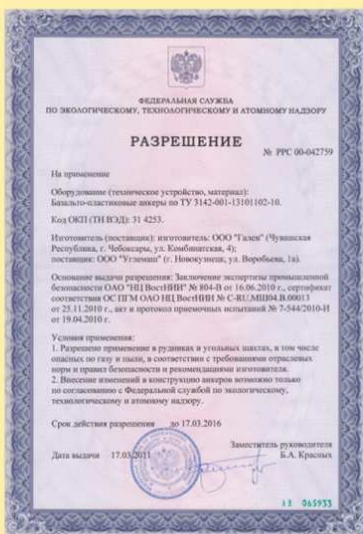 ФЕДЕРАЛЬНАЯ СЛУЖБА
ПО ЭКОЛОГИЧЕСКОМУ, ТЕХНОЛОГИЧЕСКОМУ И АТОМНОМУ НАДЗОРУ
РАЗРЕШЕНИЕ
№ РРС 00-042759
На применение
Оборудование (техническое устройство, материал):
Базальто-пластиковые анкеры по ТУ 3142-001-13101102-10.
Код ОКП (ТН ВЭД): 31 4253.
Изготовитель (поставщик): изготовитель: ООО "Гален" (Чувашская
Республика, г. Чебоксары, ул. Комбинатская, 4);
поставщик: ООО "Углемаш" (г. Новокузнецк, ул. Воробьева, 1а).
Основание выдачи разрешения: Заключение экспертизы промышленной
безопасности ОАО "НЦ ВостНИИ" № 804-В от 16.06.2010 г., сертификат
соответствия ОС ПГМ ОАО НЦ ВостНИИ № C-RU.МШ04.В.00013
от 25.11.2010 г., акт и протокол приемочных испытаний № 7-544/2010-И
от 19.04.2010 г.
Условия применения:
1. Разрешено применение в рудниках и угольных шахтах, в том числе
опасных по газу и пыли, в соответствии с требованиями отраслевых
норм и правил безопасности и рекомендациями изготовителя.
2. Внесение изменений в конструкцию анкеров возможно только
по согласованию с Федеральной службой по экологическому,
технологическому и атомному надзору.
Срок действия разрешения до 17.03.2016
Заместитель руководителя
Дата выдачи 17.03.2011 Б.А. Красных
АВ 065933